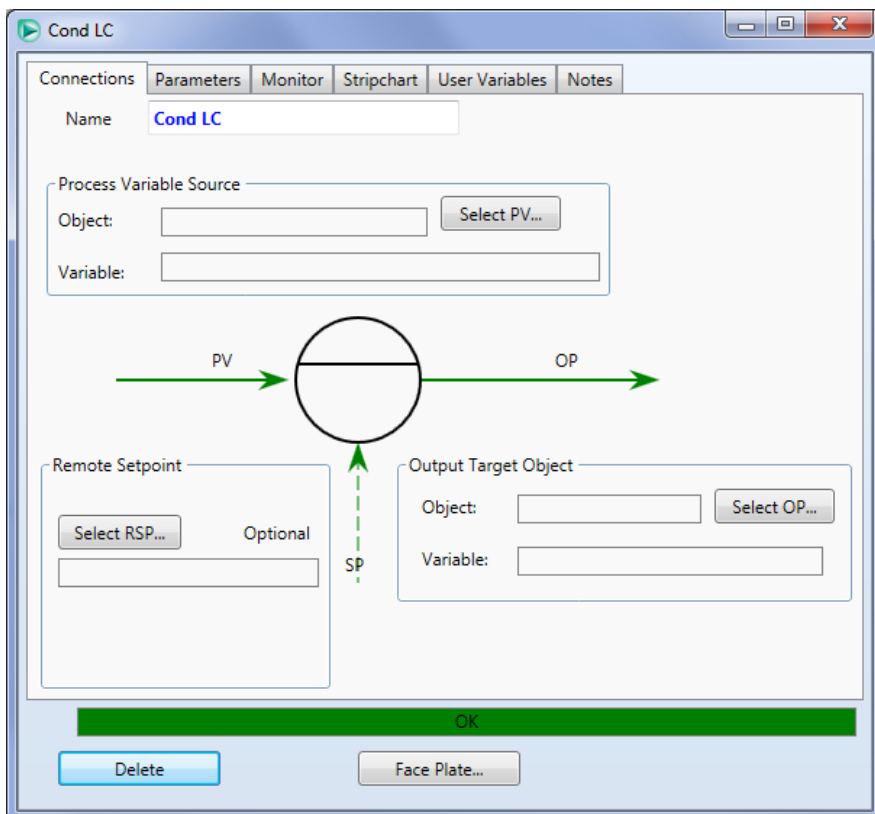 Cond LC
Connections Parameters Monitor Stripchart User Variables Notes
Name Cond LC
Process Variable Source
Object: Select PV...
Variable:
PV OP
Remote Setpoint
Select RSP... Optional
SP
Output Target Object
Object: Select OP...
Variable:
OK
Delete Face Plate...